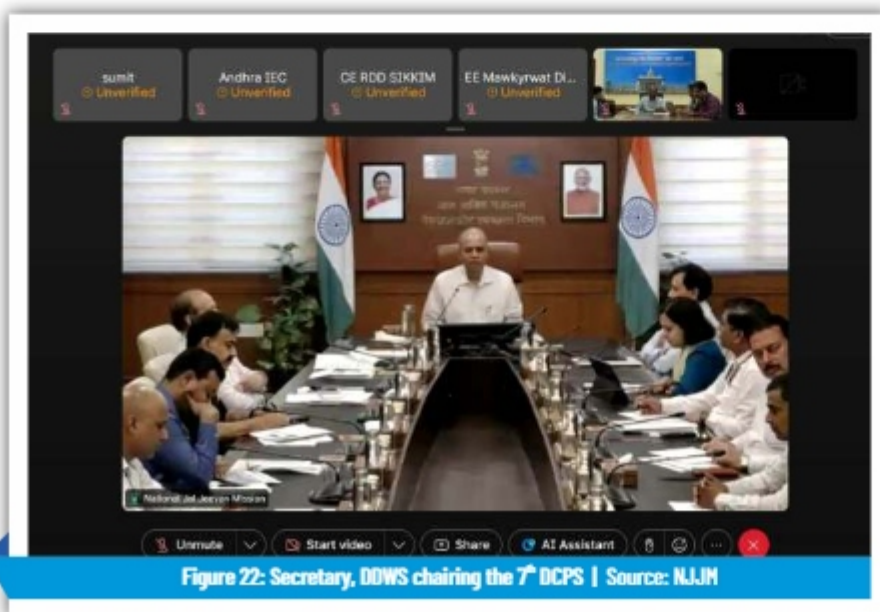 sumit
Unverified
Andhra IEC
Unverified
CE RDD SIKKIM
Unverified
EE Mawkyrwat Di...
Unverified
National Jal Jeevan Mission
Unmute
Start video
Share
AI Assistant
Figure 22: Secretary, DDWS chairing the 7th DCPS | Source: NJJM